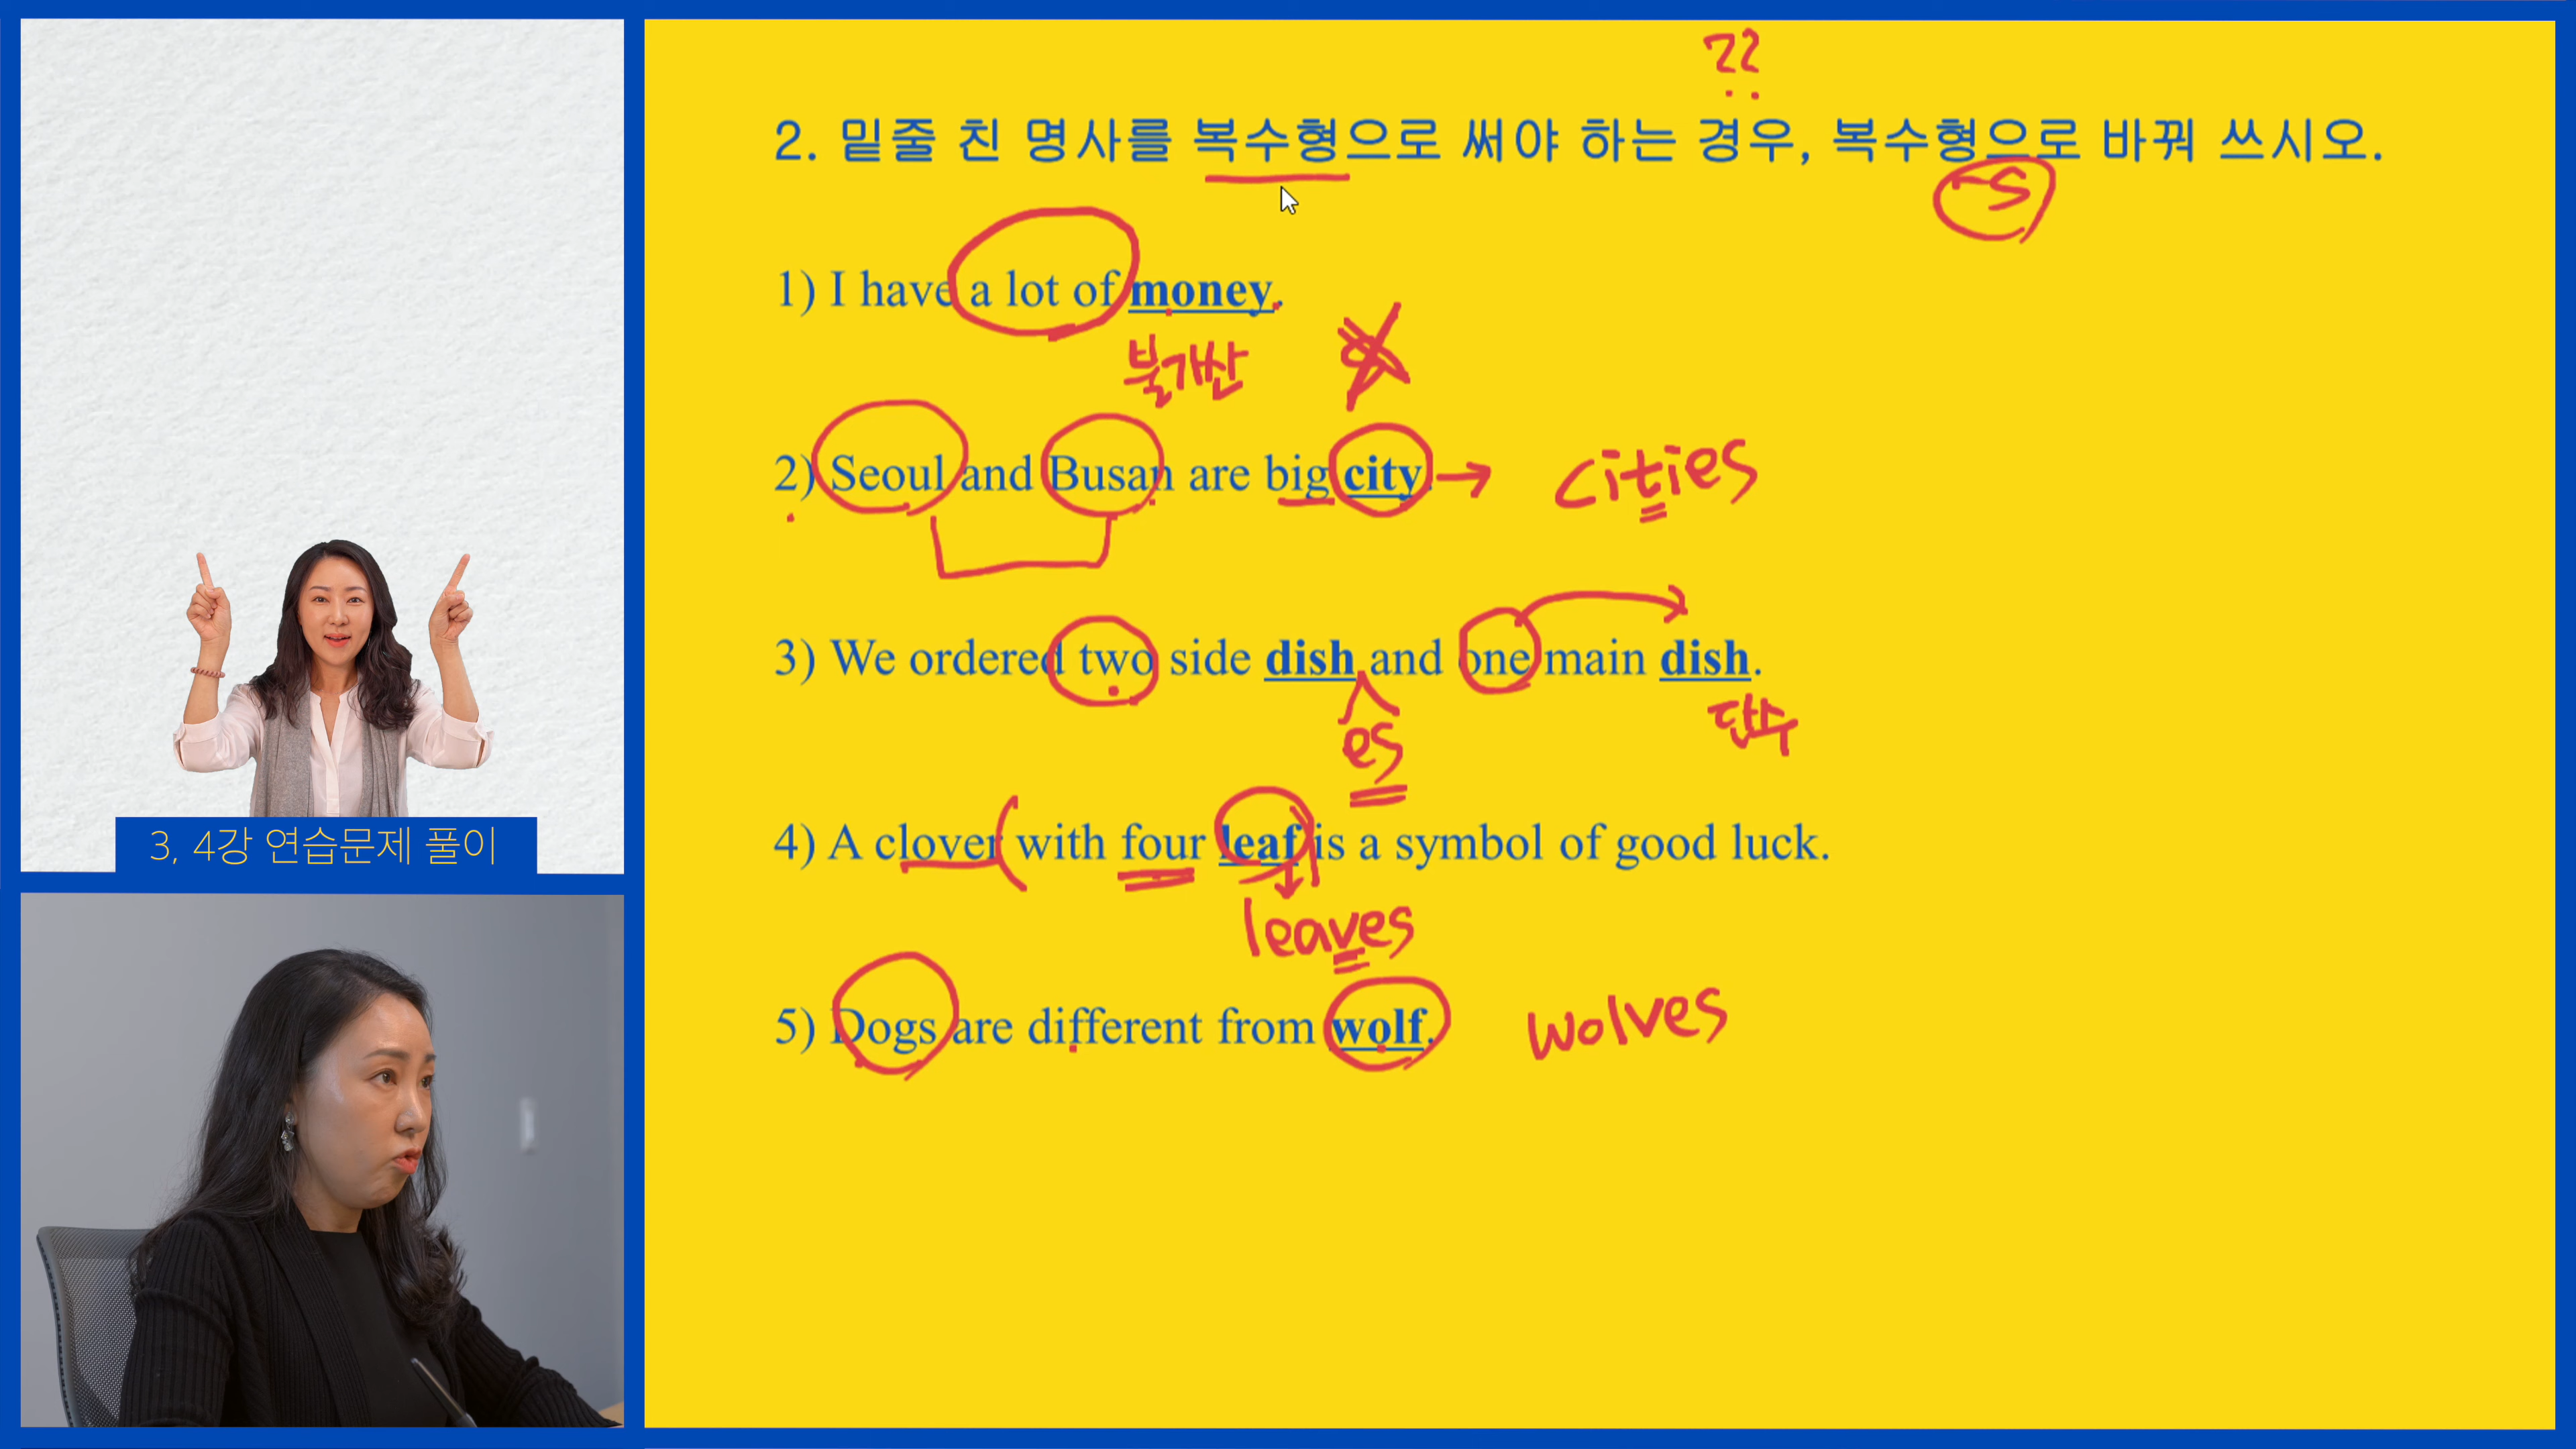 ??
2. 밑줄 친 명사를 복수형으로 써야 하는 경우, 복수형으로 바꿔 쓰시오.
-s
1) I have a lot of money.
불가산
2) Seoul and Busan are big city. → cities
3) We ordered two side dish and one main dish.
es
단수
4) A clover with four leaf is a symbol of good luck.
leaves
5) Dogs are different from wolf. wolves
3, 4강 연습문제 풀이